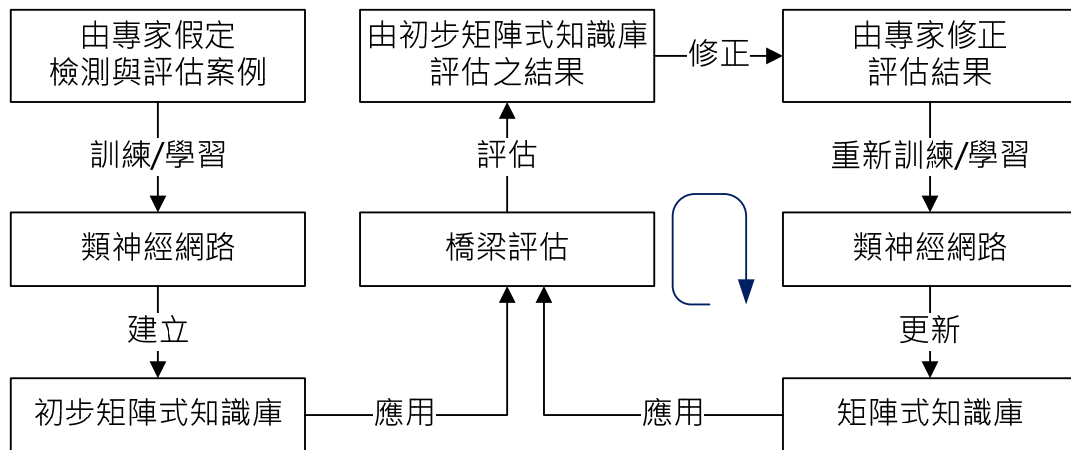 由專家假定
檢測與評估案例
訓練/學習
類神經網路
建立
初步矩陣式知識庫
應用
橋梁評估
評估
由初步矩陣式知識庫
評估之結果
修正
由專家修正
評估結果
重新訓練/學習
類神經網路
更新
矩陣式知識庫
應用